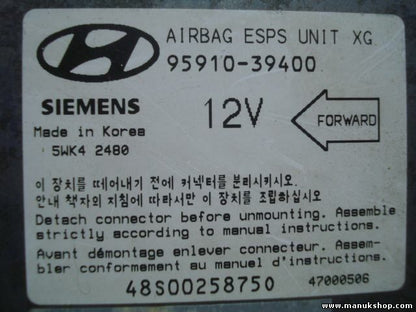 AIRBAG ESPS UNIT XG
95910-39400
SIEMENS
12V
FORWARD
Made in Korea
5WK4 2480
이 장치를 떼어내기 전에 커넥터를 분리시키시오.
안내 책자의 지침에 따라서만 이 장치를 조립하십시오
Detach connector before unmounting. Assemble
strictly according to manual instructions.
Avant démontage enlever connecteur. Assem-
bler conformement au manuel d'instructions.
48S00258750
47000506
www.manukshop.com